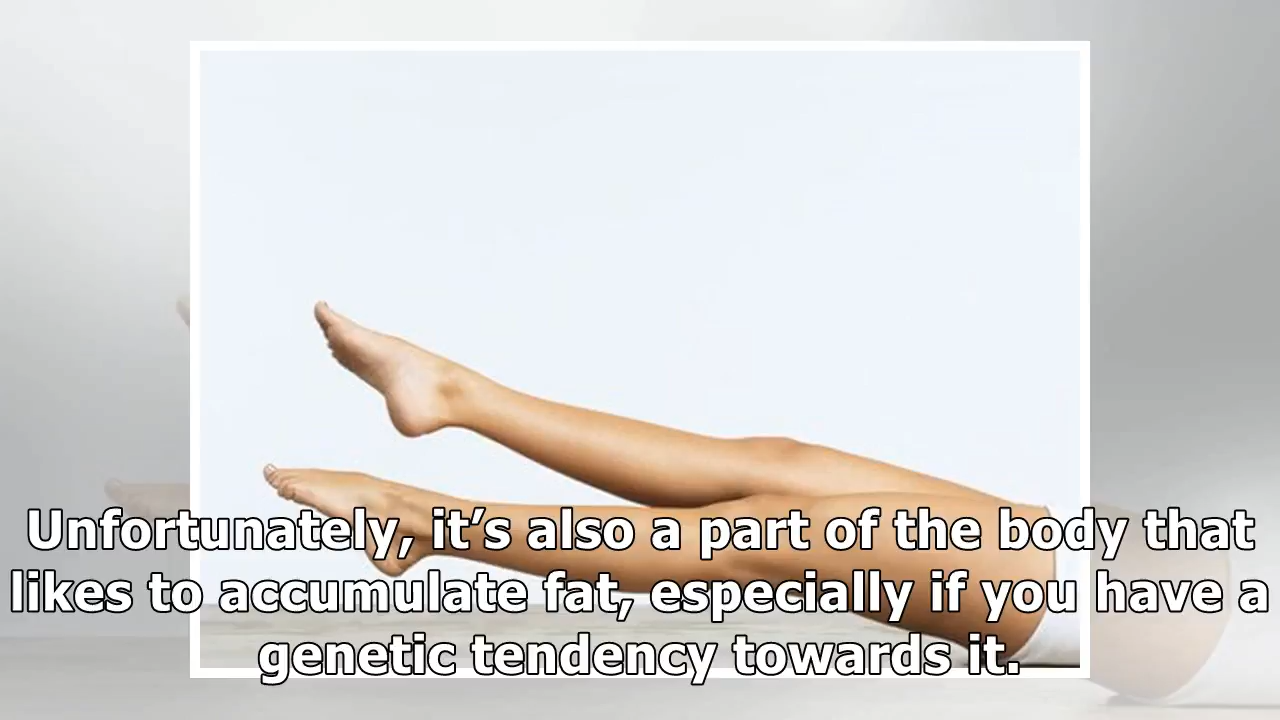 Unfortunately, it’s also a part of the body that
likes to accumulate fat, especially if you have a
genetic tendency towards it.